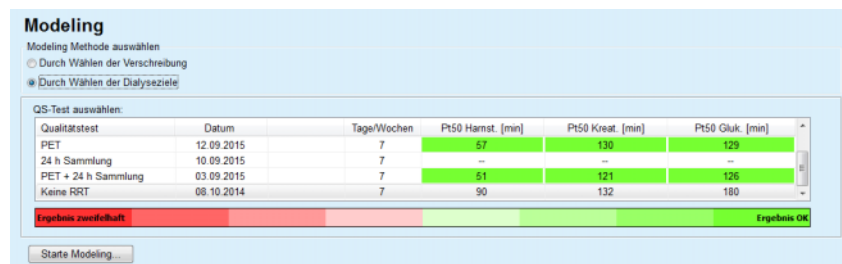 Modeling
Modeling Methode auswählen
Durch Wählen der Verschreibung
Durch Wählen der Dialyseziele
QS-Test auswählen:
Qualitätstest Datum Tage/Wochen Pt50 Harnst. [min] Pt50 Kreat. [min] Pt50 Gluk. [min]
PET 12.09.2015 7 57 130 129
24 h Sammlung 10.09.2015 7 -- -- --
PET + 24 h Sammlung 03.09.2015 7 51 121 126
Keine RRT 08.10.2014 7 90 132 180
Ergebnis zweifelhaft Ergebnis OK
Starte Modeling...